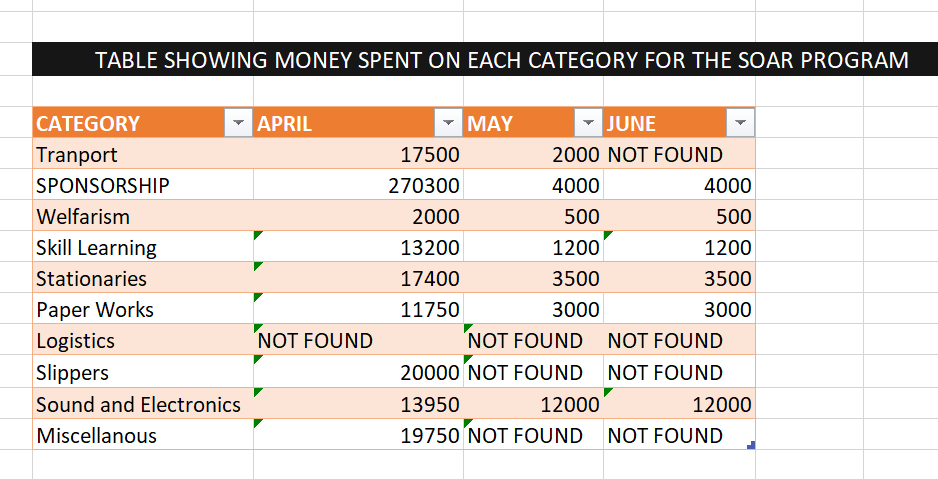 TABLE SHOWING MONEY SPENT ON EACH CATEGORY FOR THE SOAR PROGRAM
CATEGORY APRIL MAY JUNE
Tranport 17500 2000 NOT FOUND
SPONSORSHIP 270300 4000 4000
Welfarism 2000 500 500
Skill Learning 13200 1200 1200
Stationaries 17400 3500 3500
Paper Works 11750 3000 3000
Logistics NOT FOUND NOT FOUND NOT FOUND
Slippers 20000 NOT FOUND NOT FOUND
Sound and Electronics 13950 12000 12000
Miscellanous 19750 NOT FOUND NOT FOUND